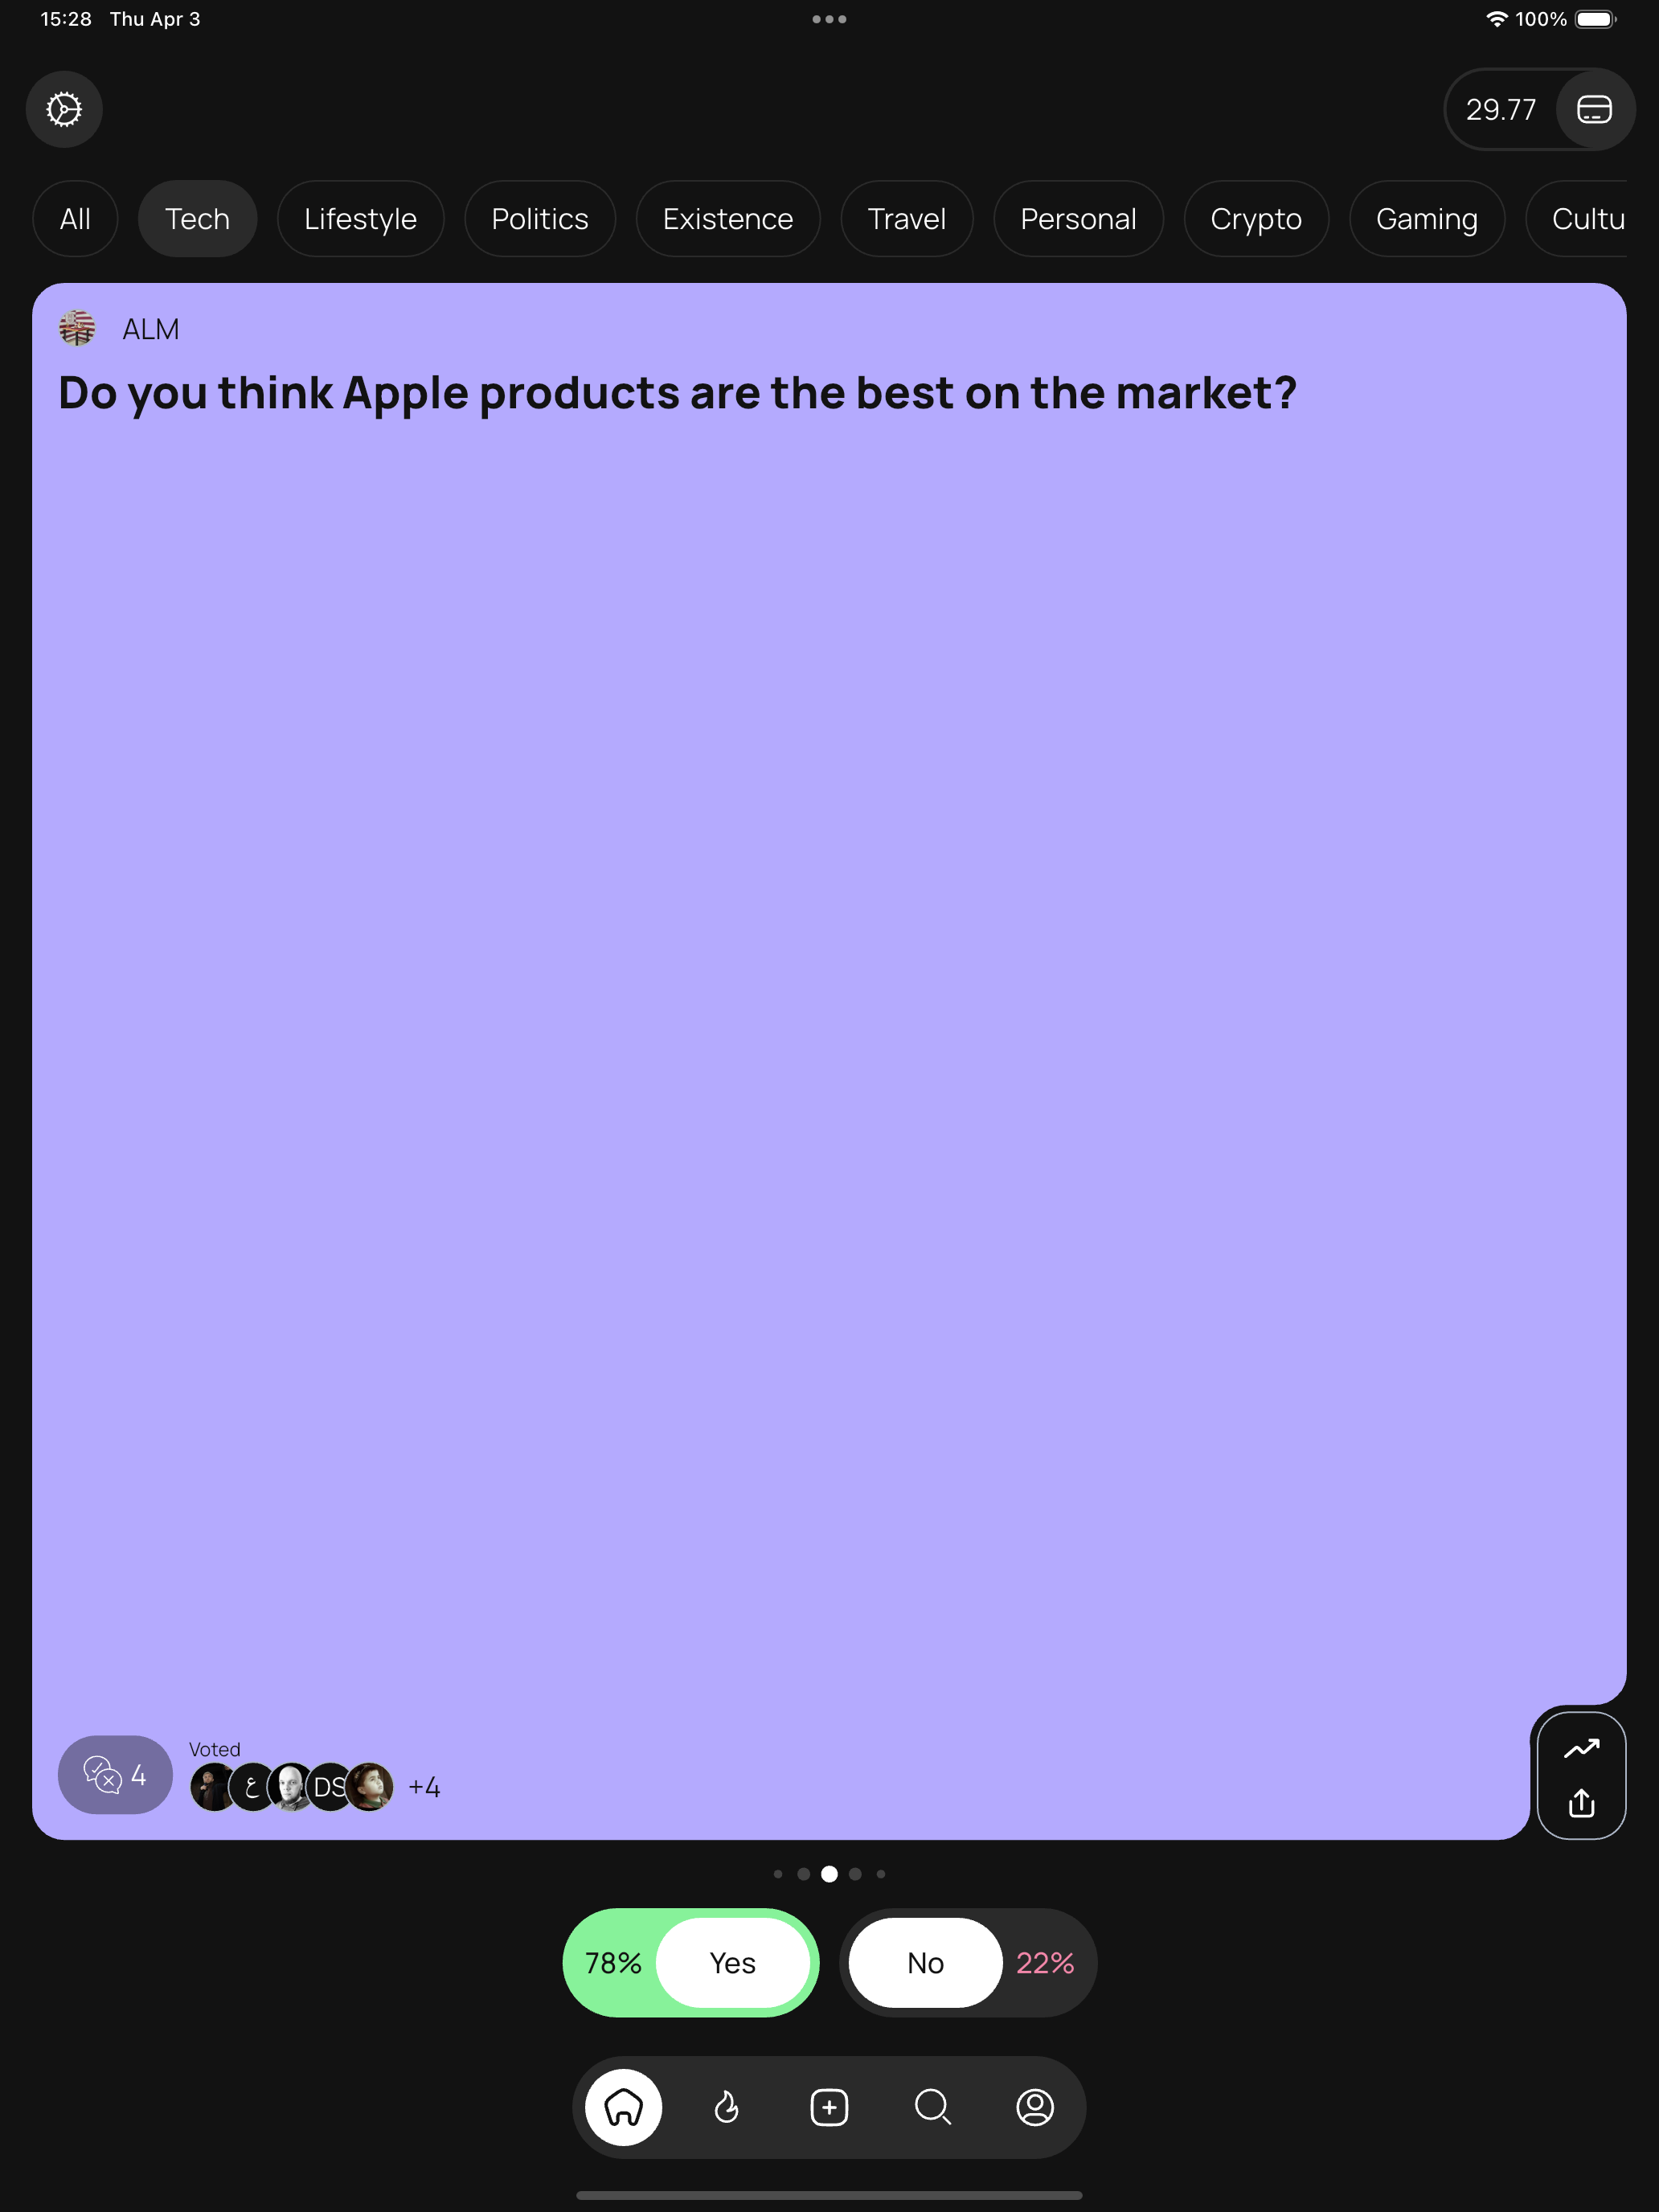 15:28 Thu Apr 3
100%
29.77
All Tech Lifestyle Politics Existence Travel Personal Crypto Gaming Cultu
ALM
Do you think Apple products are the best on the market?
Voted
4 ع DS +4
78% Yes No 22%